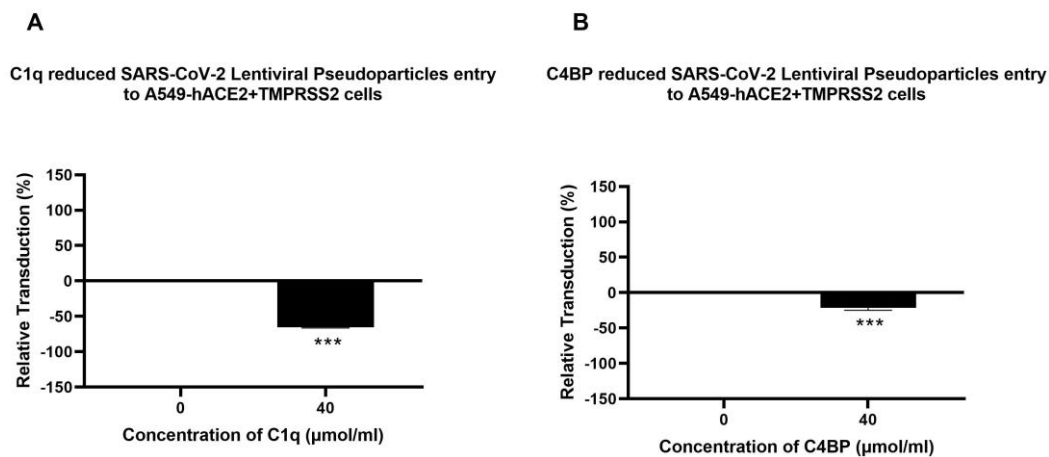 A
C1q reduced SARS-CoV-2 Lentiviral Pseudoparticles entry
to A549-hACE2+TMPRSS2 cells
Relative Transduction (%)
150
100
50
0
-50
-100
-150
***
0
40
Concentration of C1q (µmol/ml)
B
C4BP reduced SARS-CoV-2 Lentiviral Pseudoparticles entry
to A549-hACE2+TMPRSS2 cells
Relative Transduction (%)
150
100
50
0
-50
-100
-150
***
0
40
Concentration of C4BP (µmol/ml)